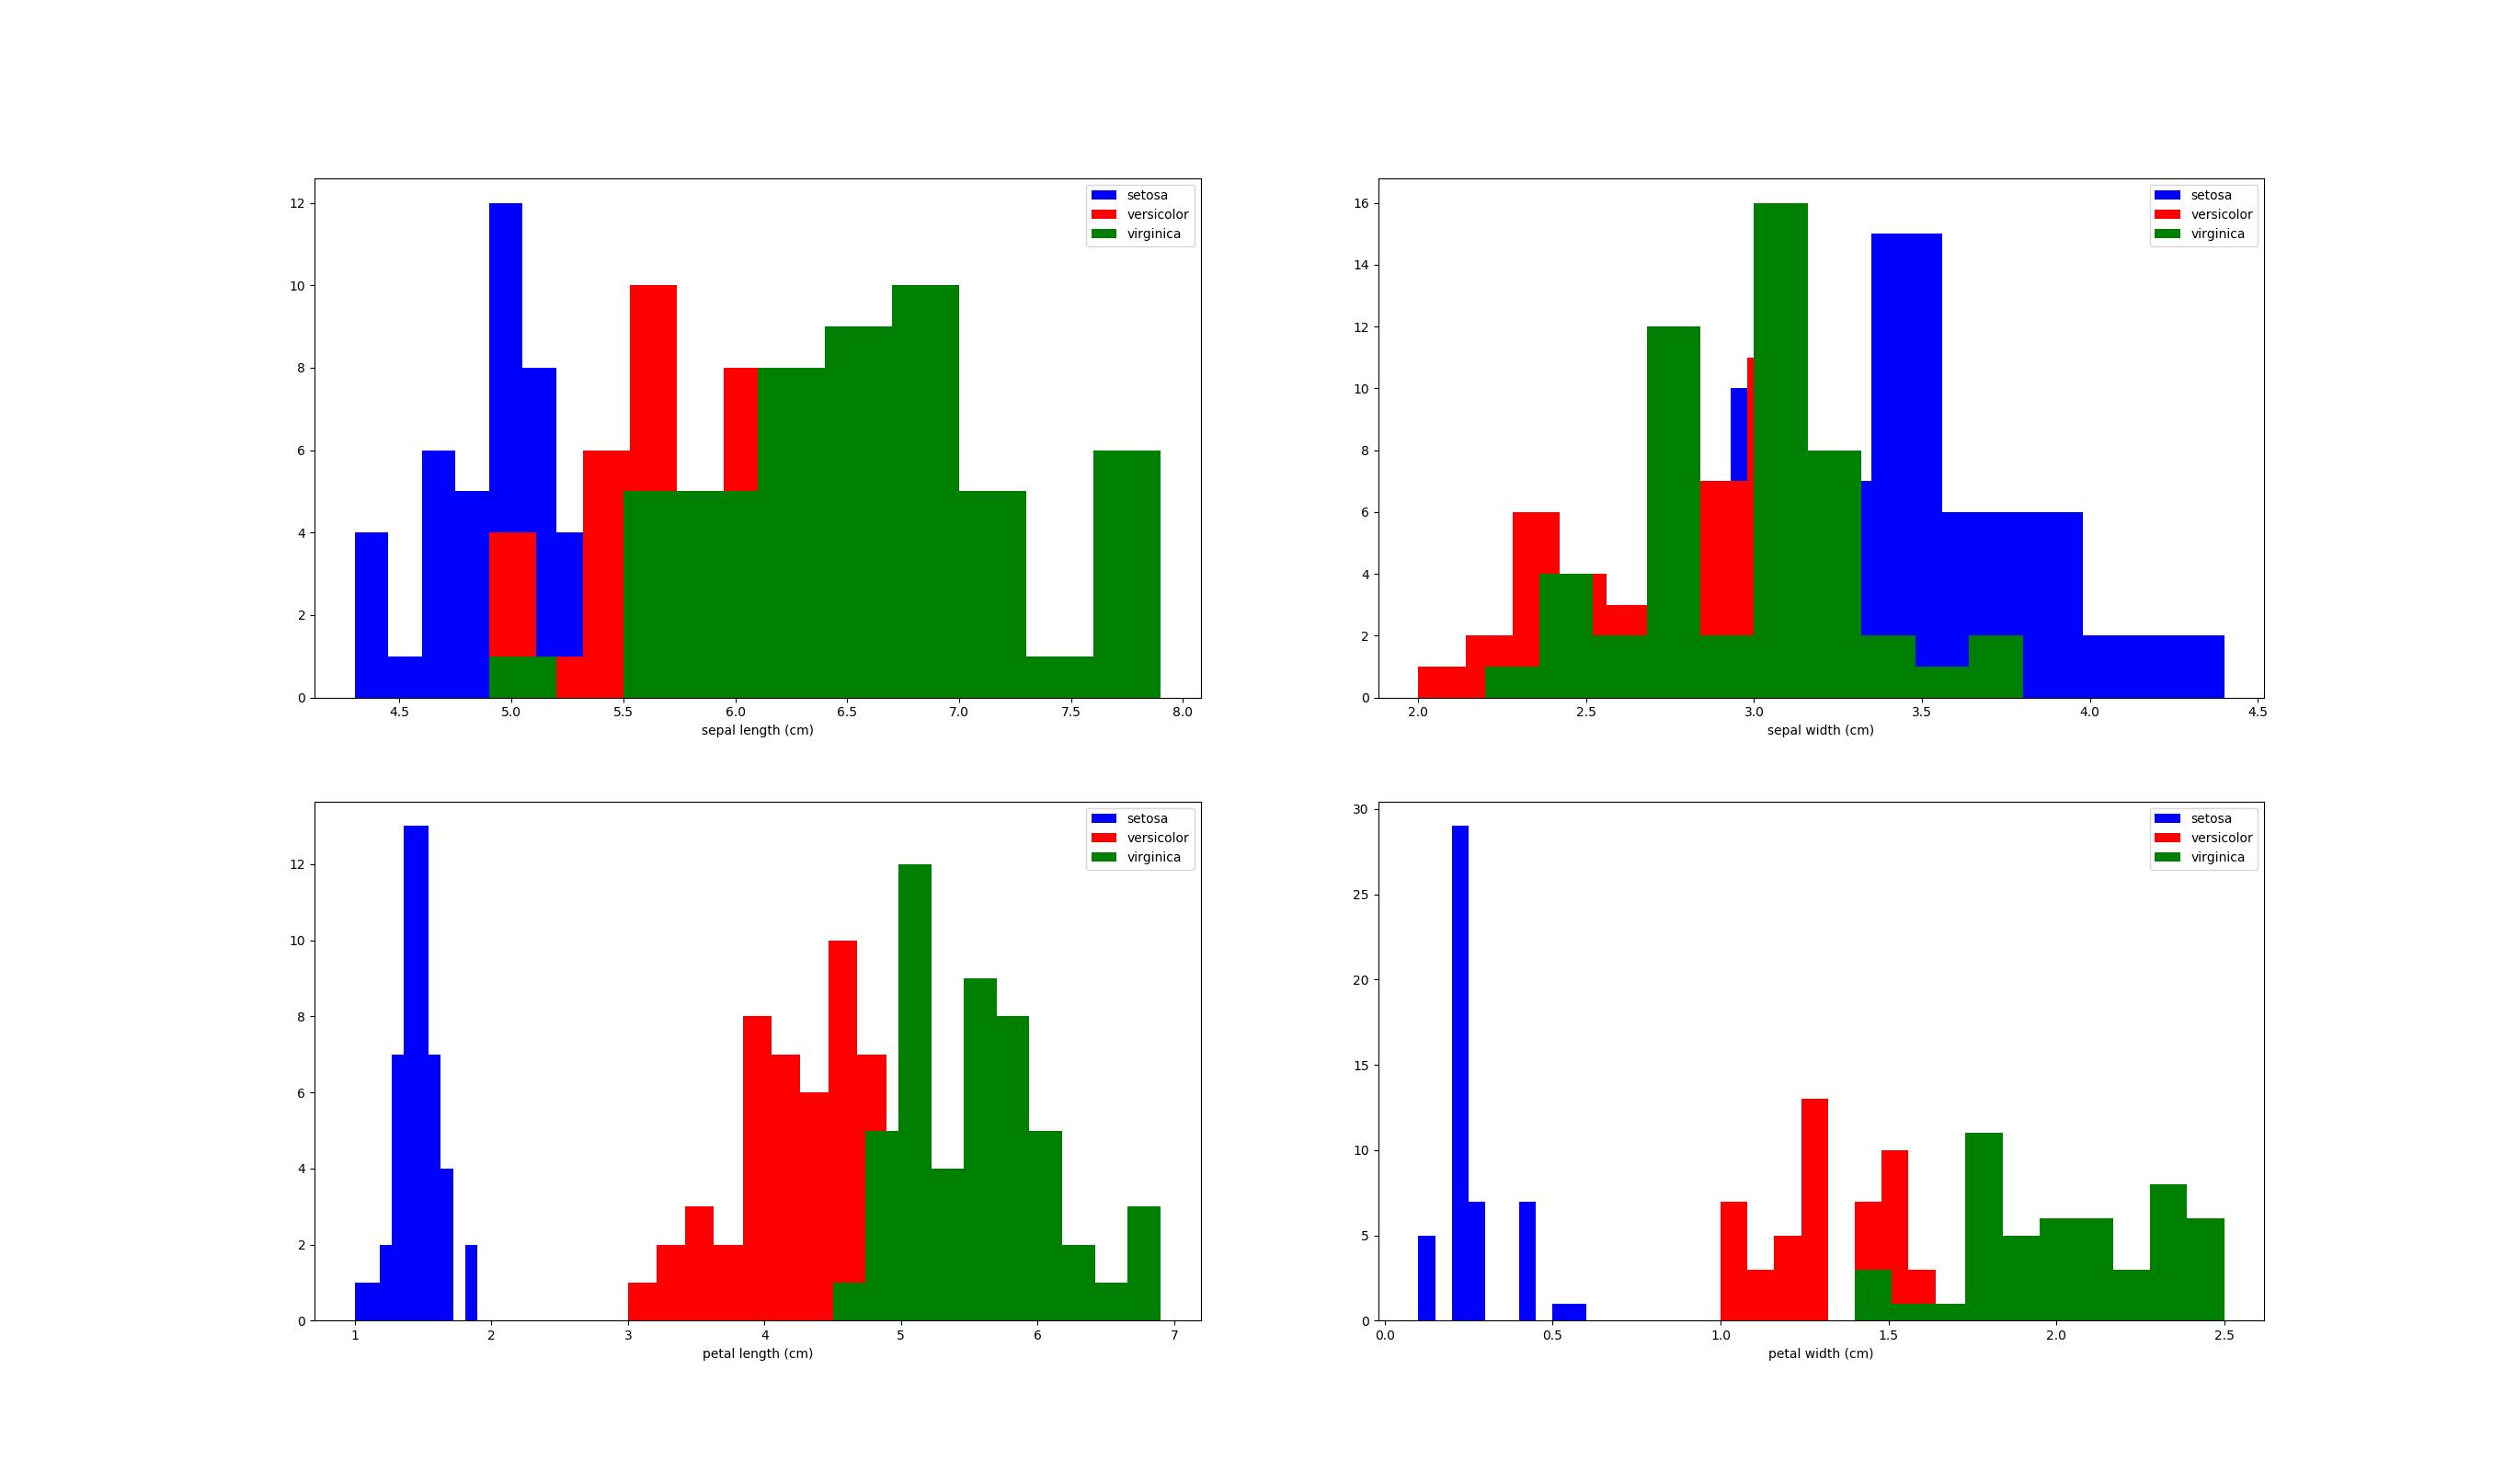 12
10
8
6
4
2
0
4.5 5.0 5.5 6.0 6.5 7.0 7.5 8.0
sepal length (cm)
setosa
versicolor
virginica
16
14
12
10
8
6
4
2
0
2.0 2.5 3.0 3.5 4.0 4.5
sepal width (cm)
setosa
versicolor
virginica
12
10
8
6
4
2
0
1 2 3 4 5 6 7
petal length (cm)
setosa
versicolor
virginica
30
25
20
15
10
5
0
0.0 0.5 1.0 1.5 2.0 2.5
petal width (cm)
setosa
versicolor
virginica